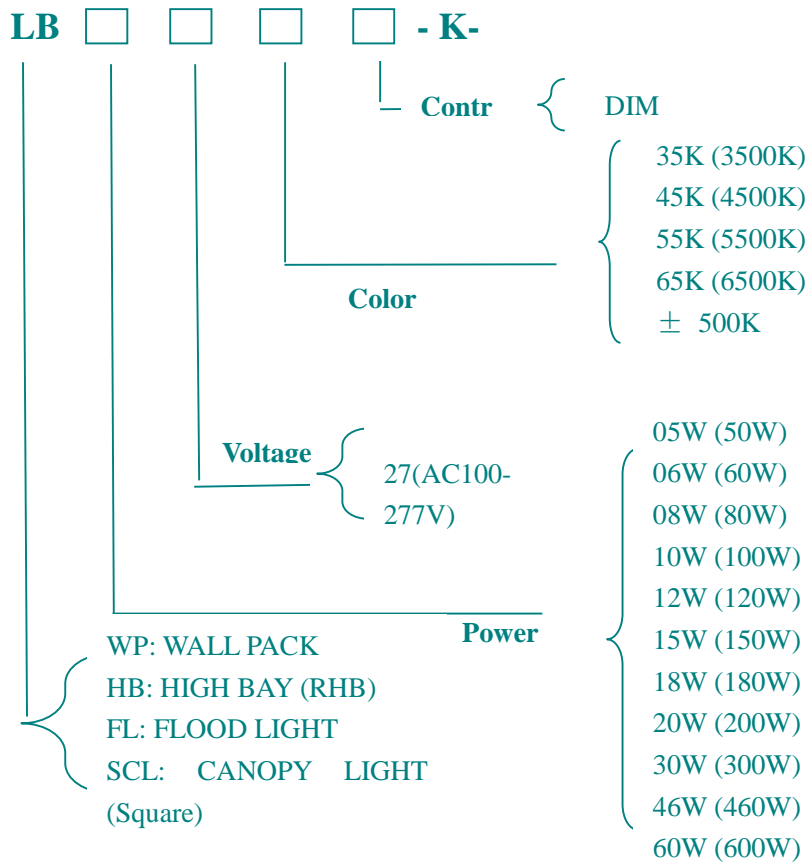 LB - K-
Contr
DIM
35K (3500K)
45K (4500K)
55K (5500K)
65K (6500K)
± 500K
Color
Voltage
27(AC100-
277V)
05W (50W)
06W (60W)
08W (80W)
10W (100W)
12W (120W)
15W (150W)
18W (180W)
20W (200W)
30W (300W)
46W (460W)
60W (600W)
Power
WP: WALL PACK
HB: HIGH BAY (RHB)
FL: FLOOD LIGHT
SCL: CANOPY LIGHT
(Square)